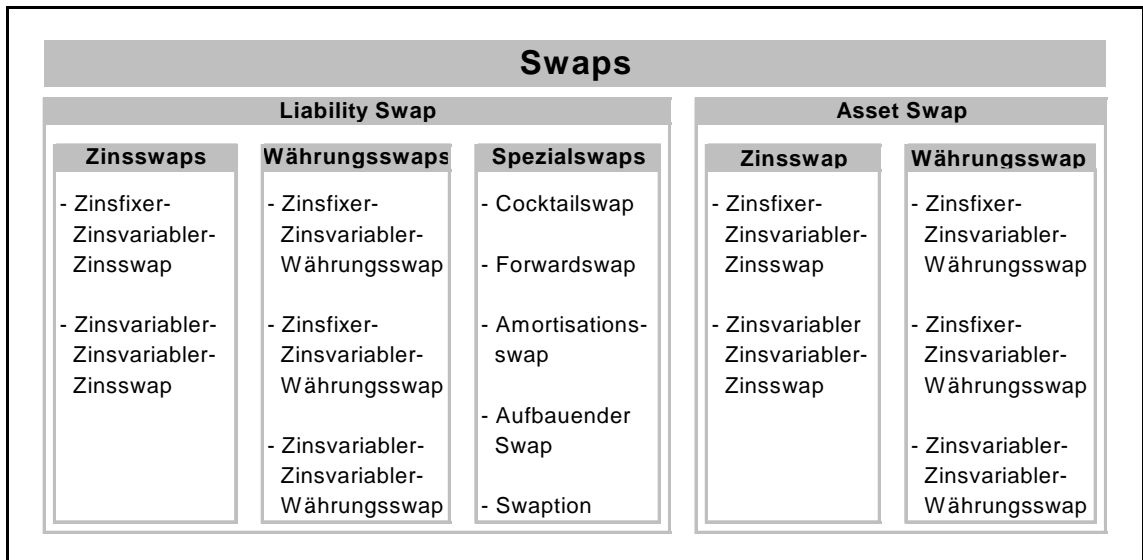 Swaps
Liability Swap
Zinsswaps
- Zinsfixer-
Zinsvariabler-
Zinsswap
- Zinsvariabler-
Zinsvariabler-
Zinsswap
Währungsswaps
- Zinsfixer-
Zinsvariabler-
Währungsswap
- Zinsfixer-
Zinsvariabler-
Währungsswap
- Zinsvariabler-
Zinsvariabler-
Währungsswap
Spezialswaps
- Cocktailswap
- Forwardswap
- Amortisations-
swap
- Aufbauender
Swap
- Swaption
Asset Swap
Zinsswap
- Zinsfixer-
Zinsvariabler-
Zinsswap
- Zinsvariabler
Zinsvariabler-
Zinsswap
Währungsswap
- Zinsfixer-
Zinsvariabler-
Währungsswap
- Zinsfixer-
Zinsvariabler-
Währungsswap
- Zinsvariabler-
Zinsvariabler-
Währungsswap